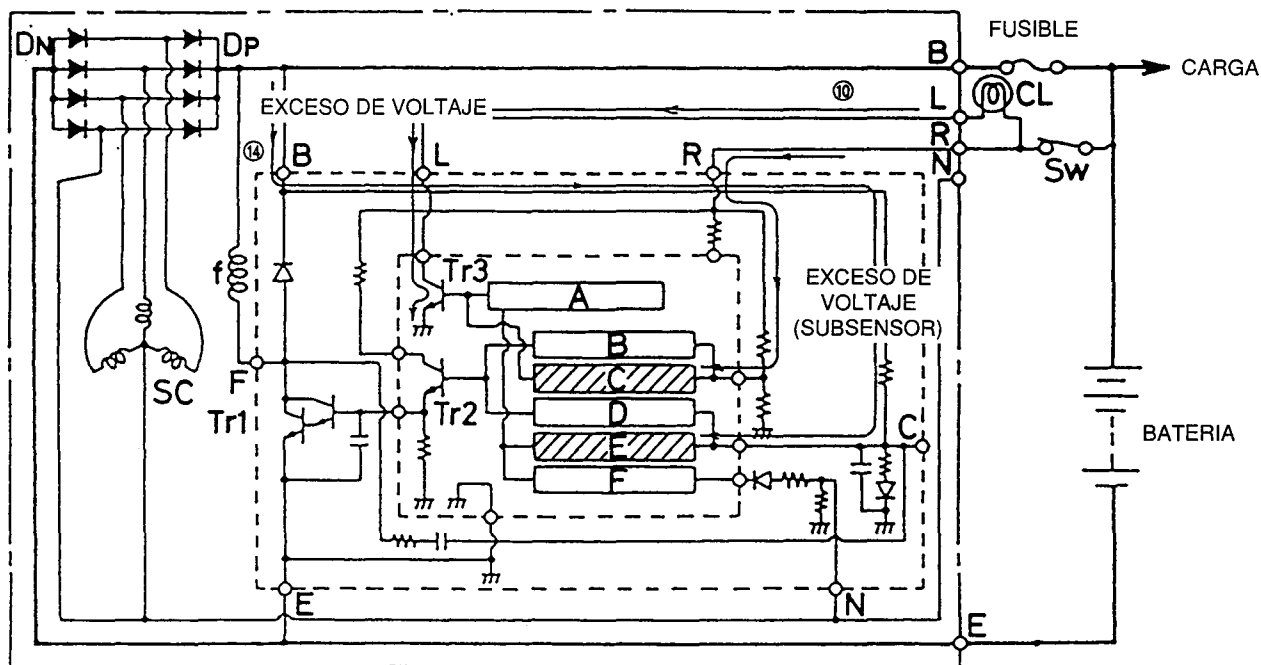 FUSIBLE
DN
DP
B
CARGA
EXCESO DE VOLTAJE
⑩
L
CL
R
⑭
B
L
R
N
SW
f
Tr3
A
EXCESO DE
VOLTAJE
(SUBSENSOR)
B
F
C
SC
Tr1
Tr2
D
C
E
BATERIA
F
E
N
E